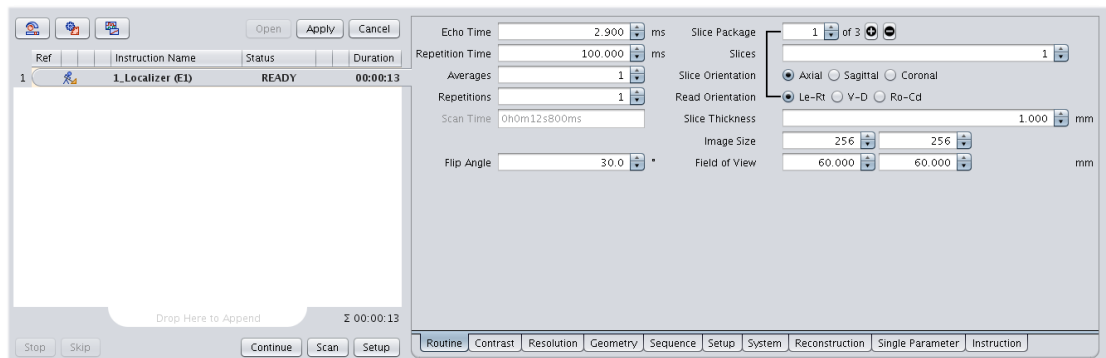 Open Apply Cancel
Ref Instruction Name Status Duration
1 1_Localizer (E1) READY 00:00:13
Drop Here to Append Σ 00:00:13
Stop Skip Continue Scan Setup
Echo Time 2.900 ms
Repetition Time 100.000 ms
Averages 1
Repetitions 1
Scan Time 0h0m12s800ms
Flip Angle 30.0 °
Slice Package 1 of 3
Slices 1
Slice Orientation Axial Sagittal Coronal
Read Orientation Le-Rt V-D Ro-Cd
Slice Thickness 1.000 mm
Image Size 256 256
Field of View 60.000 60.000 mm
Routine Contrast Resolution Geometry Sequence Setup System Reconstruction Single Parameter Instruction